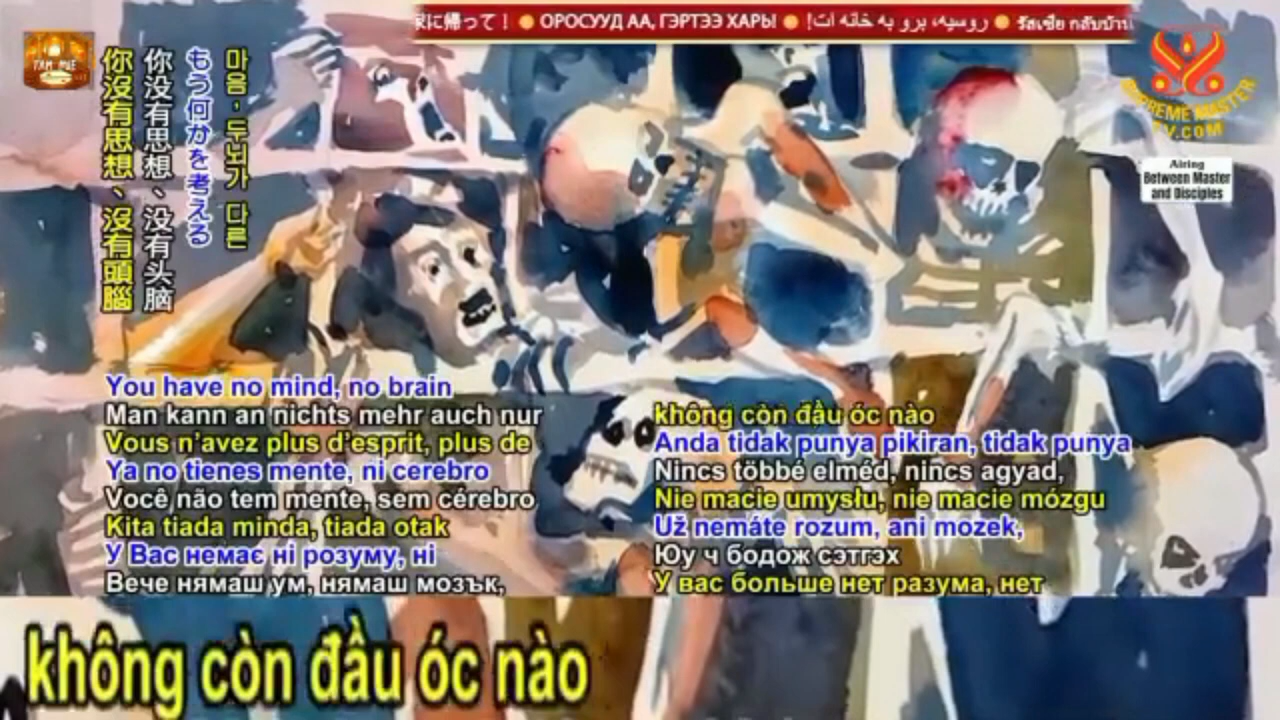 家に帰って！ ● ОРОСУУД АА, ГЭРТЭЭ ХАРЬ! ● روسیه، برو به خانه ات! ● รัสเซีย กลับบ้าน
TAM MAE
SUPREME MASTER
TV.COM
Airing
Between Master
and Disciples
你沒有思想、沒有頭腦
你没有思想、没有头脑
もう何かを考える
마음·두뇌가 다른
You have no mind, no brain
Man kann an nichts mehr auch nur
Vous n'avez plus d'esprit, plus de
Ya no tienes mente, ni cerebro
Você não tem mente, sem cérebro
Kita tiada minda, tiada otak
У Вас немає ні розуму, ні
Вече нямаш ум, нямаш мозък,
không còn đầu óc nào
Anda tidak punya pikiran, tidak punya
Nincs többé elméd, nincs agyad,
Nie macie umysłu, nie macie mózgu
Už nemáte rozum, ani mozek,
Юу ч бодож сэтгэх
У вас больше нет разума, нет
không còn đầu óc nào